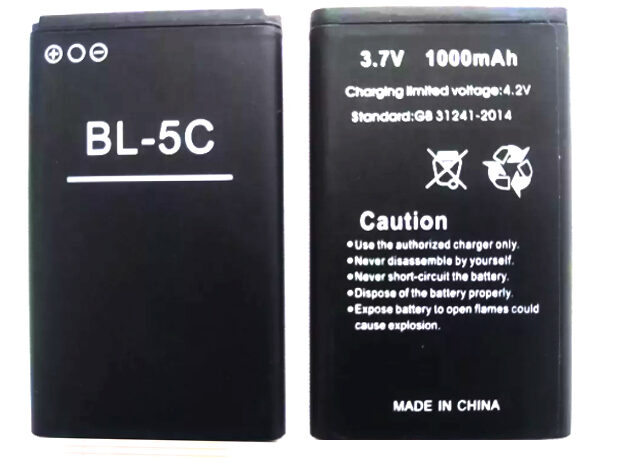 BL-5C
3.7V 1000mAh
Charging limited voltage:4.2V
Standard:GB 31241-2014
Caution
•Use the authorized charger only.
•Never disassemble by yourself.
•Never short-circuit the battery.
•Dispose of the battery properly.
•Expose battery to open flames could
cause explosion.
MADE IN CHINA